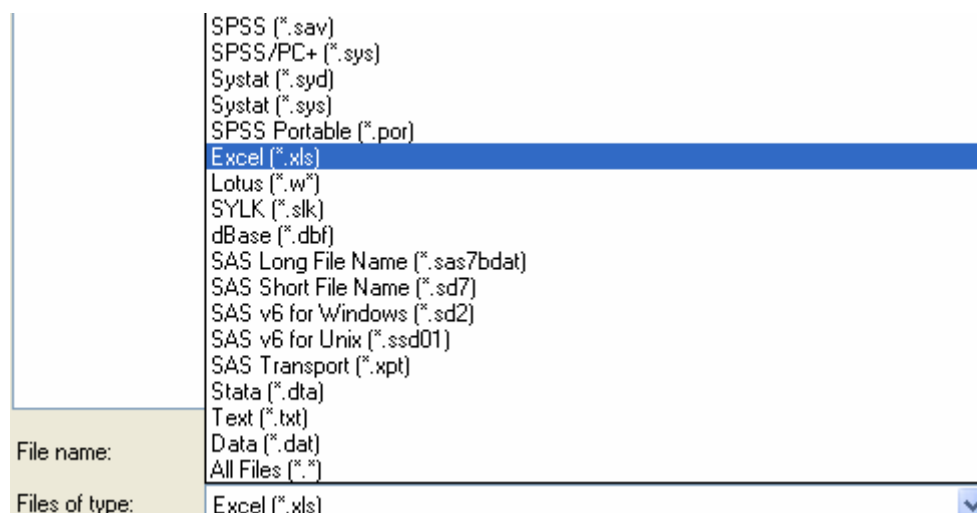 SPSS (*.sav)
SPSS/PC+ (*.sys)
Systat (*.syd)
Systat (*.sys)
SPSS Portable (*.por)
Excel (*.xls)
Lotus (*.w*)
SYLK (*.slk)
dBase (*.dbf)
SAS Long File Name (*.sas7bdat)
SAS Short File Name (*.sd7)
SAS v6 for Windows (*.sd2)
SAS v6 for Unix (*.ssd01)
SAS Transport (*.xpt)
Stata (*.dta)
Text (*.txt)
Data (*.dat)
All Files (*.*)
File name:
Files of type: Excel (*.xls)